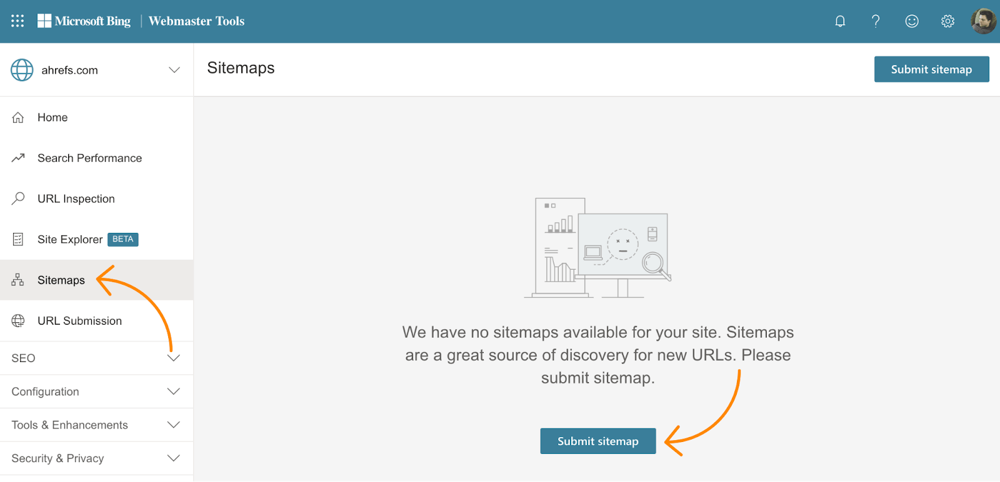 Microsoft Bing | Webmaster Tools
ahrefs.com
Sitemaps
Submit sitemap
Home
Search Performance
URL Inspection
Site Explorer BETA
Sitemaps
URL Submission
SEO
Configuration
Tools & Enhancements
Security & Privacy
We have no sitemaps available for your site. Sitemaps
are a great source of discovery for new URLs. Please
submit sitemap.
Submit sitemap